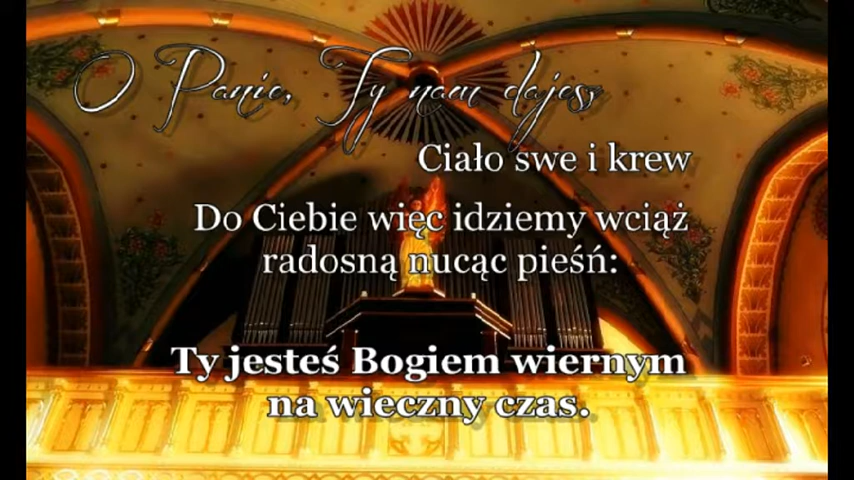 O Panie, Ty nam dajesz
Ciało swe i krew
Do Ciebie więc idziemy wciąż
radosną nucąc pieśń:
Ty jesteś Bogiem wiernym
na wieczny czas.